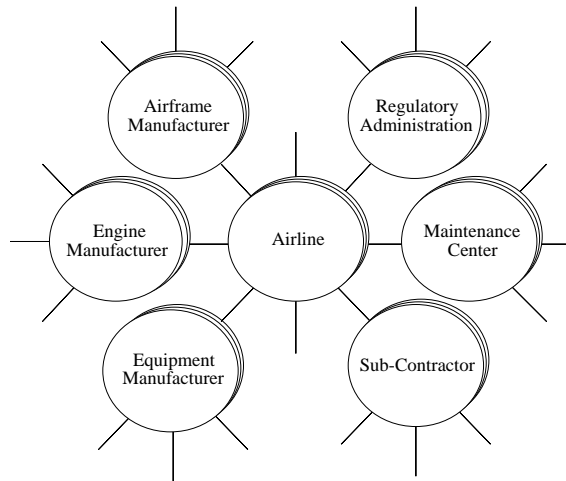 Airframe
Manufacturer
Regulatory
Administration
Engine
Manufacturer
Airline
Maintenance
Center
Equipment
Manufacturer
Sub-Contractor